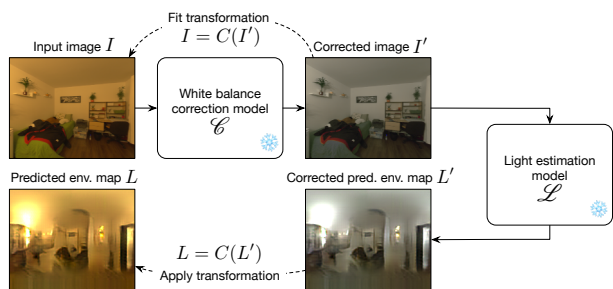 Fit transformation
I = C(I′)
Input image I
Corrected image I′
White balance
correction model
𝒞
Light estimation
model
ℒ
Predicted env. map L
Corrected pred. env. map L′
L = C(L′)
Apply transformation